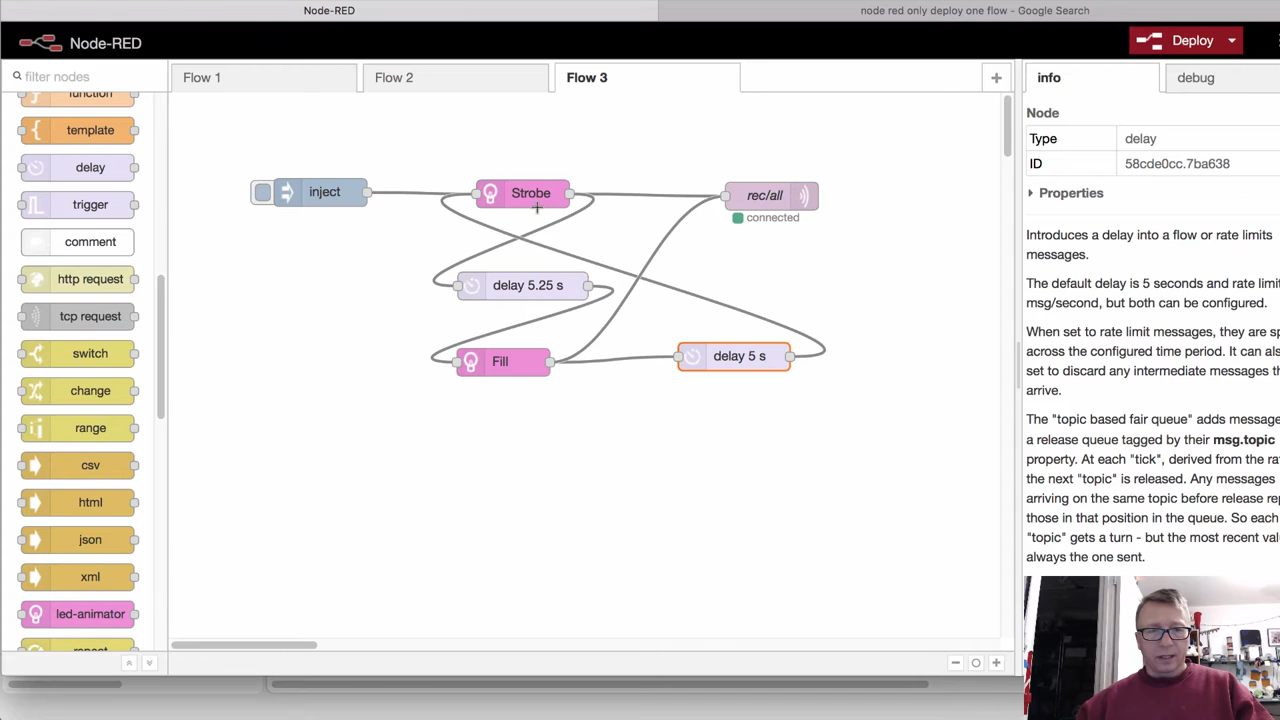 Node-RED
node red only deploy one flow - Google Search
Node-RED
Deploy
filter nodes
Flow 1
Flow 2
Flow 3
info
debug
function
template
delay
trigger
comment
http request
tcp request
switch
change
range
csv
html
json
xml
led-animator
inject
Strobe
rec/all
connected
delay 5.25 s
Fill
delay 5 s
Node
Type
delay
ID
58cde0cc.7ba638
Properties
Introduces a delay into a flow or rate limits
messages.
The default delay is 5 seconds and rate limi
msg/second, but both can be configured.
When set to rate limit messages, they are sp
across the configured time period. It can als
set to discard any intermediate messages th
arrive.
The "topic based fair queue" adds message
a release queue tagged by their msg.topic
property. At each "tick", derived from the ra
the next "topic" is released. Any messages
arriving on the same topic before release rep
those in that position in the queue. So each
"topic" gets a turn - but the most recent valu
always the one sent.